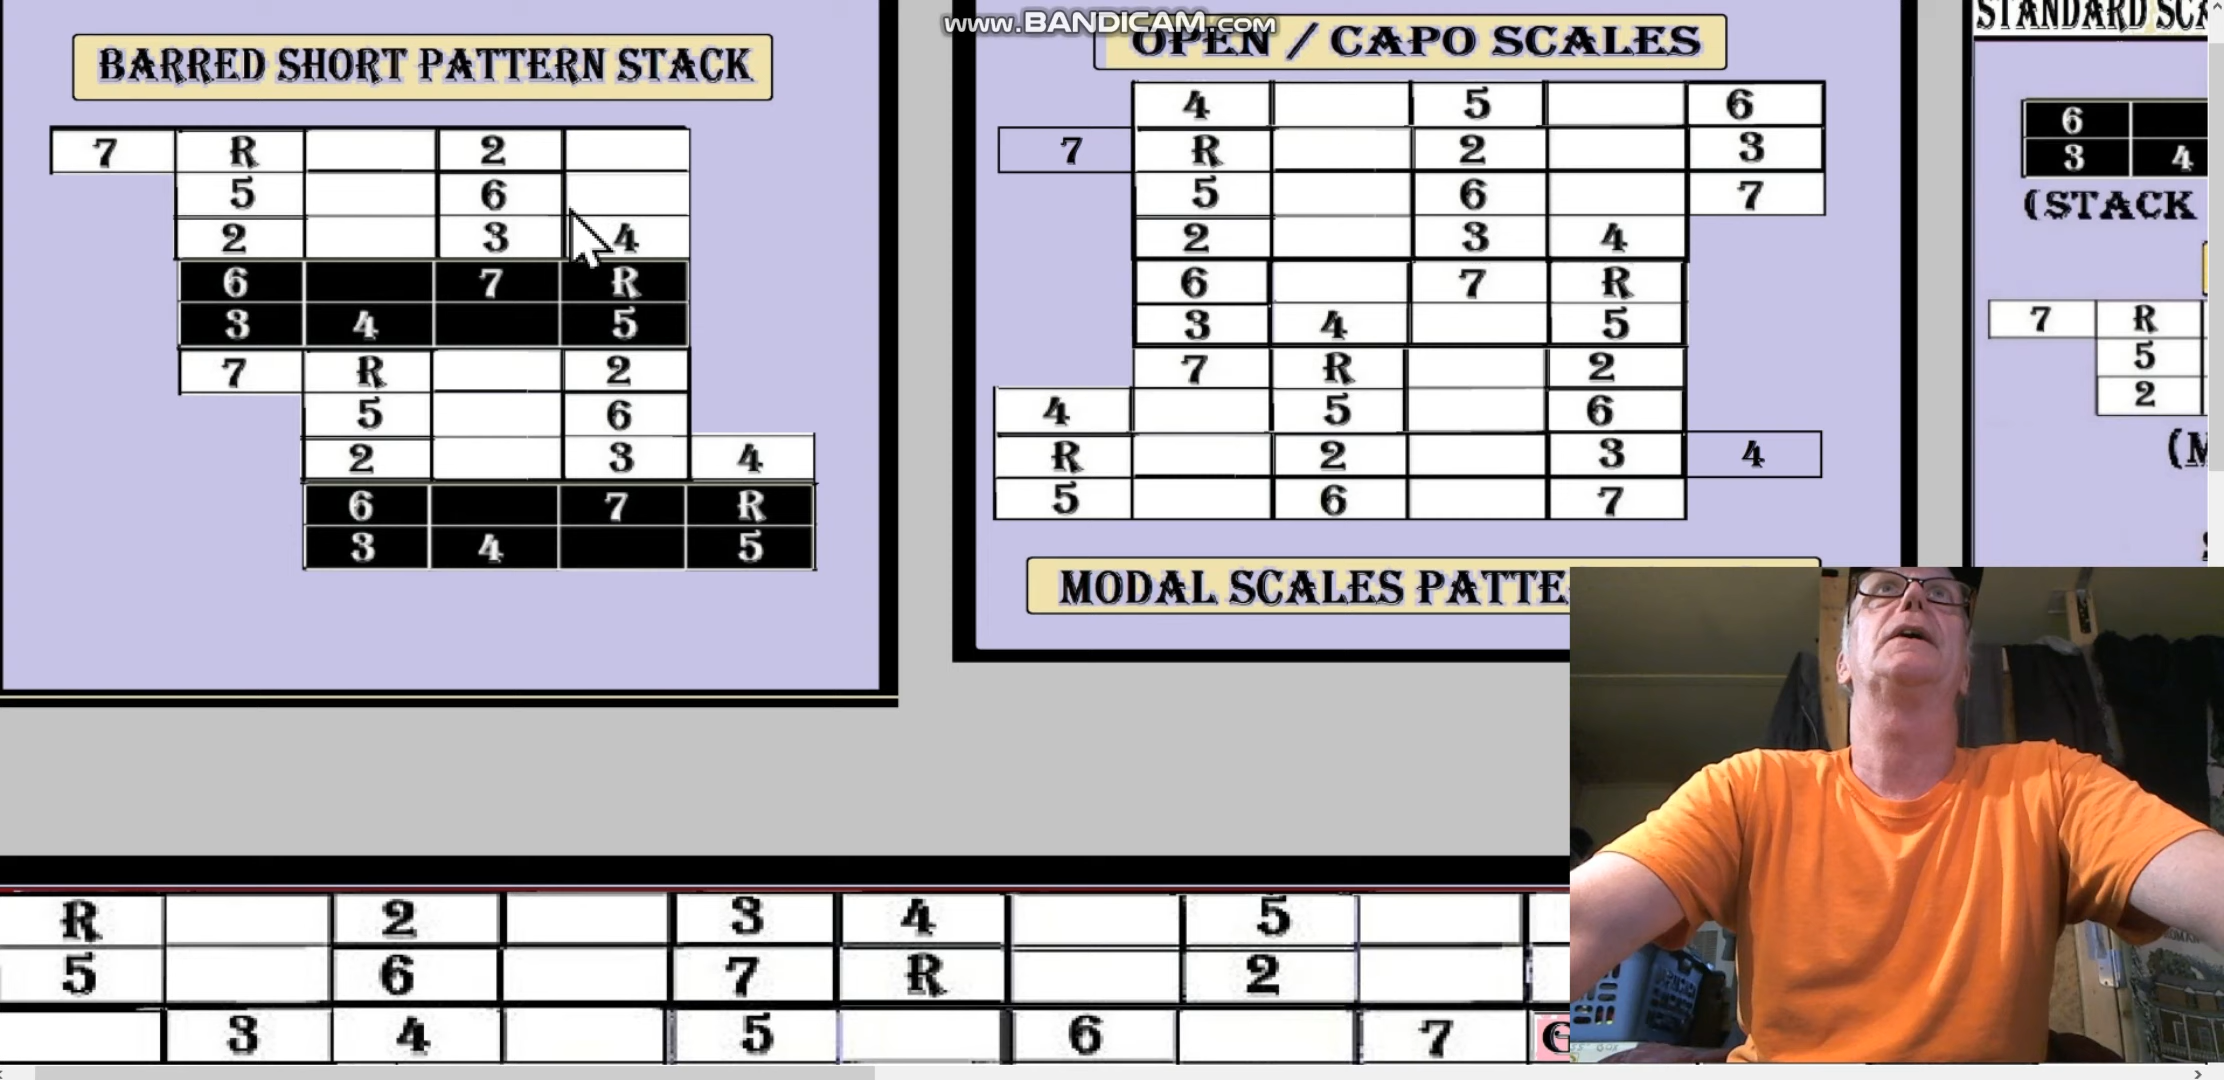 www.BANDICAM.com
BARRED SHORT PATTERN STACK
7 R 2
5 6
2 3 4
6 7 R
3 4 5
7 R 2
5 6
2 3 4
6 7 R
3 4 5
OPEN / CAPO SCALES
4 5 6
7 R 2 3
5 6 7
2 3 4
6 7 R
3 4 5
7 R 2
4 5 6
R 2 3 4
5 6 7
MODAL SCALES
STANDARD
6
3 4
(STACK
7 R
5
2
R 2 3 4 5
5 6 7 R 2
3 4 5 6 7